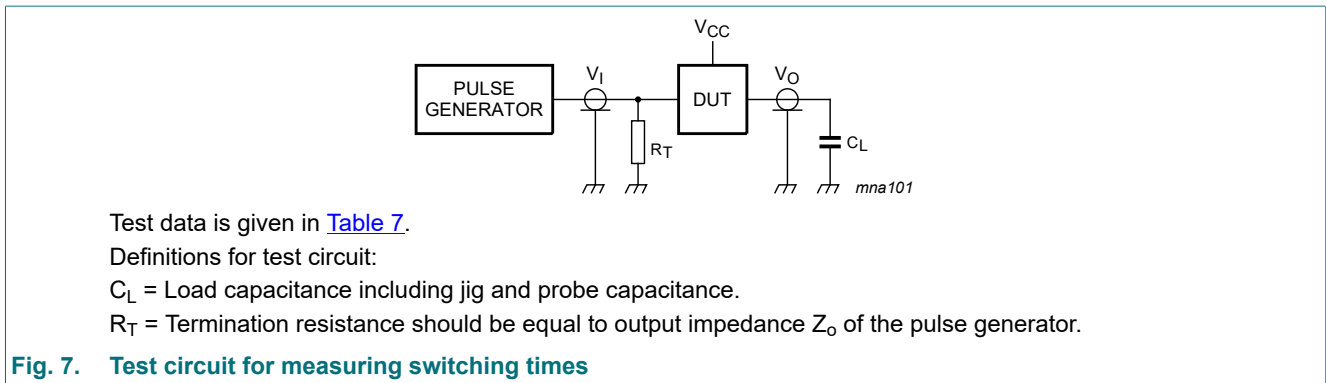 VCC
PULSE
GENERATOR
VI
DUT
VO
RT
CL
mna101
Test data is given in Table 7.
Definitions for test circuit:
CL = Load capacitance including jig and probe capacitance.
RT = Termination resistance should be equal to output impedance Zo of the pulse generator.
Fig. 7. Test circuit for measuring switching times